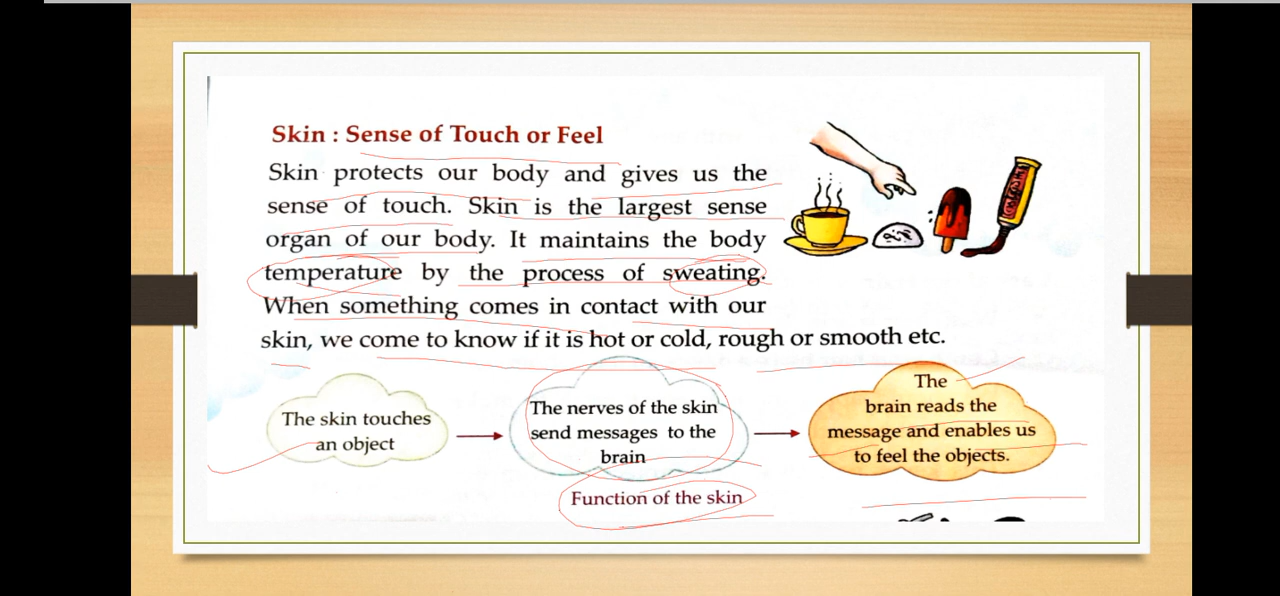 Skin : Sense of Touch or Feel
Skin protects our body and gives us the
sense of touch. Skin is the largest sense
organ of our body. It maintains the body
temperature by the process of sweating.
When something comes in contact with our
skin, we come to know if it is hot or cold, rough or smooth etc.
The skin touches
an object
The nerves of the skin
send messages to the
brain
The
brain reads the
message and enables us
to feel the objects.
Function of the skin